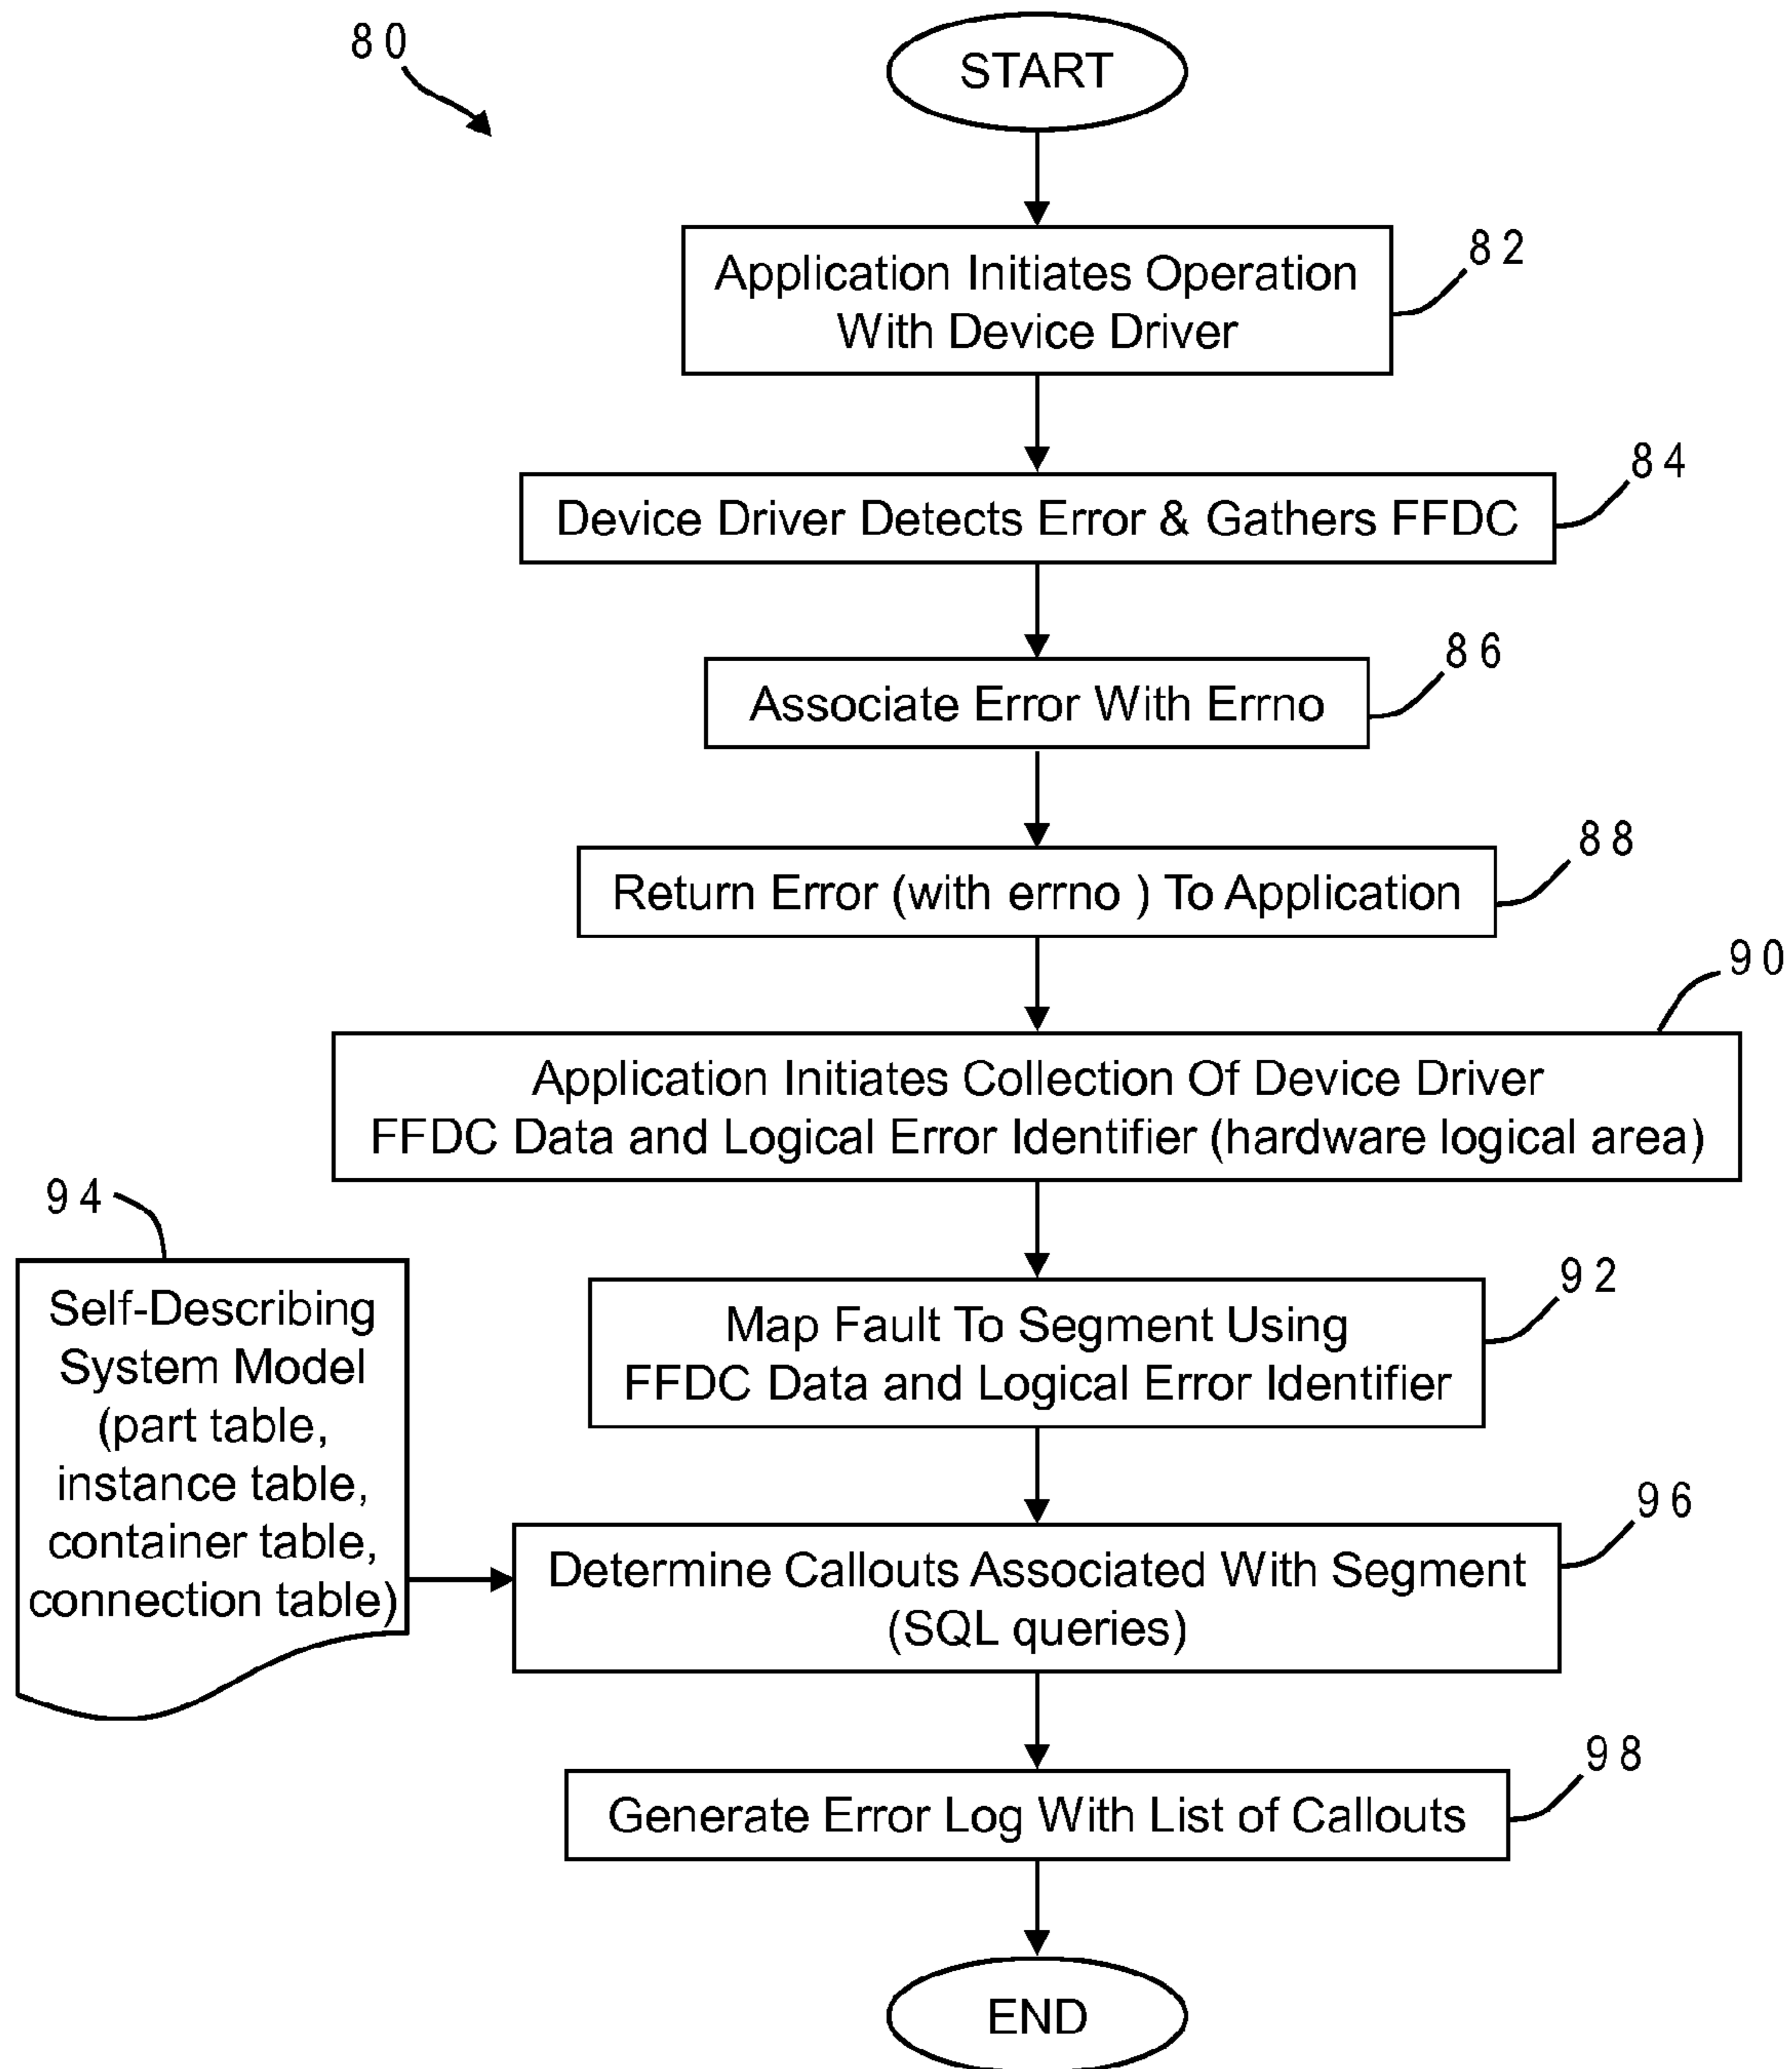 80
START
82
Application Initiates Operation
With Device Driver
84
Device Driver Detects Error & Gathers FFDC
86
Associate Error With Errno
88
Return Error (with errno ) To Application
90
Application Initiates Collection Of Device Driver
FFDC Data and Logical Error Identifier (hardware logical area)
94
Self-Describing
System Model
(part table,
instance table,
container table,
connection table)
92
Map Fault To Segment Using
FFDC Data and Logical Error Identifier
96
Determine Callouts Associated With Segment
(SQL queries)
98
Generate Error Log With List of Callouts
END